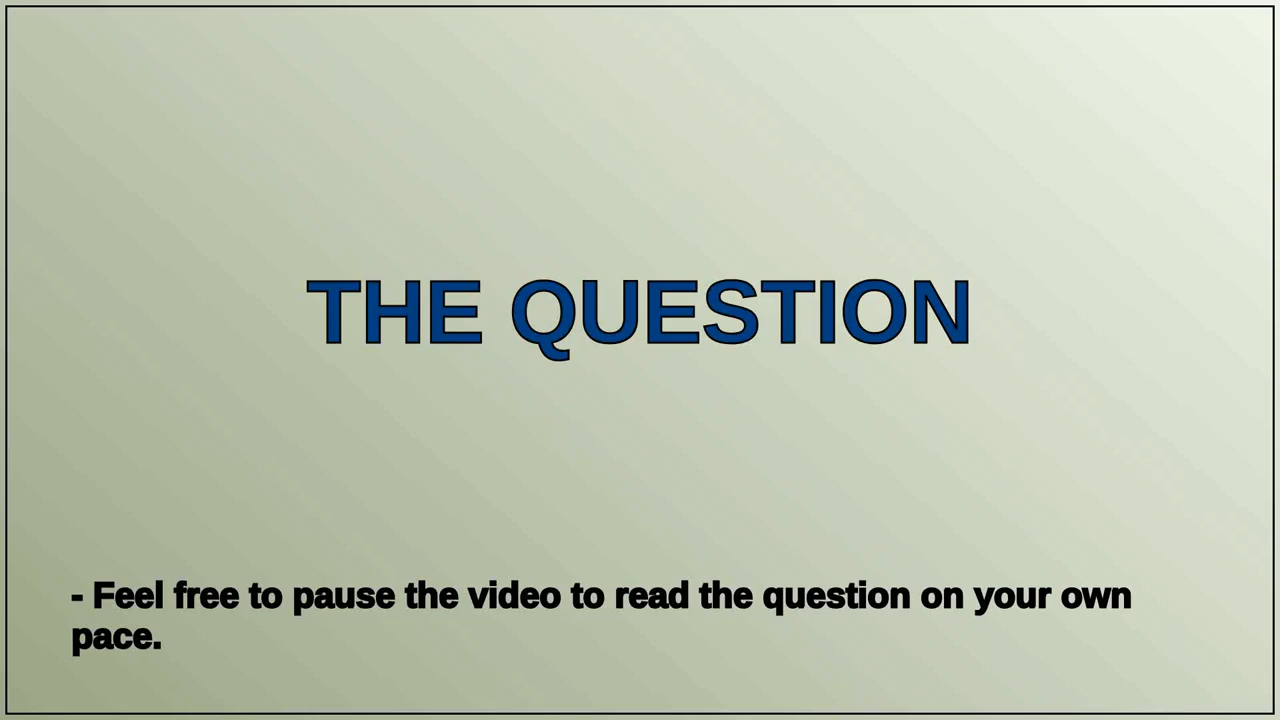 THE QUESTION
- Feel free to pause the video to read the question on your own
pace.